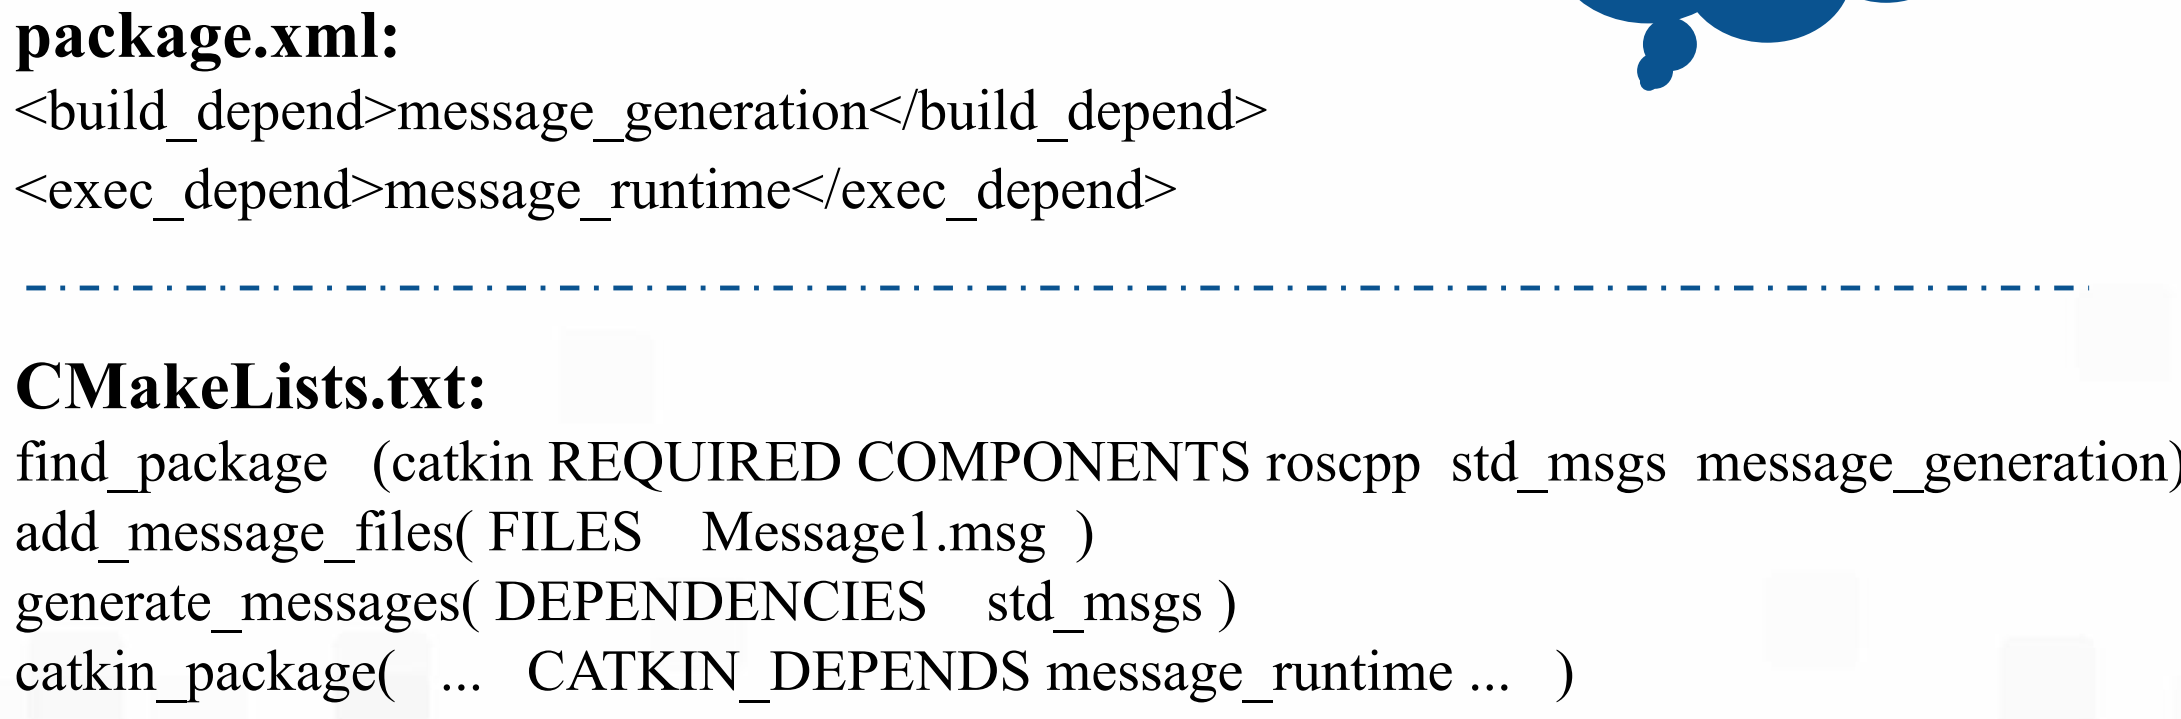 package.xml:
<build_depend>message_generation</build_depend>
<exec_depend>message_runtime</exec_depend>
CMakeLists.txt:
find_package (catkin REQUIRED COMPONENTS roscpp std_msgs message_generation)
add_message_files( FILES Message1.msg )
generate_messages( DEPENDENCIES std_msgs )
catkin_package( ... CATKIN_DEPENDS message_runtime ... )